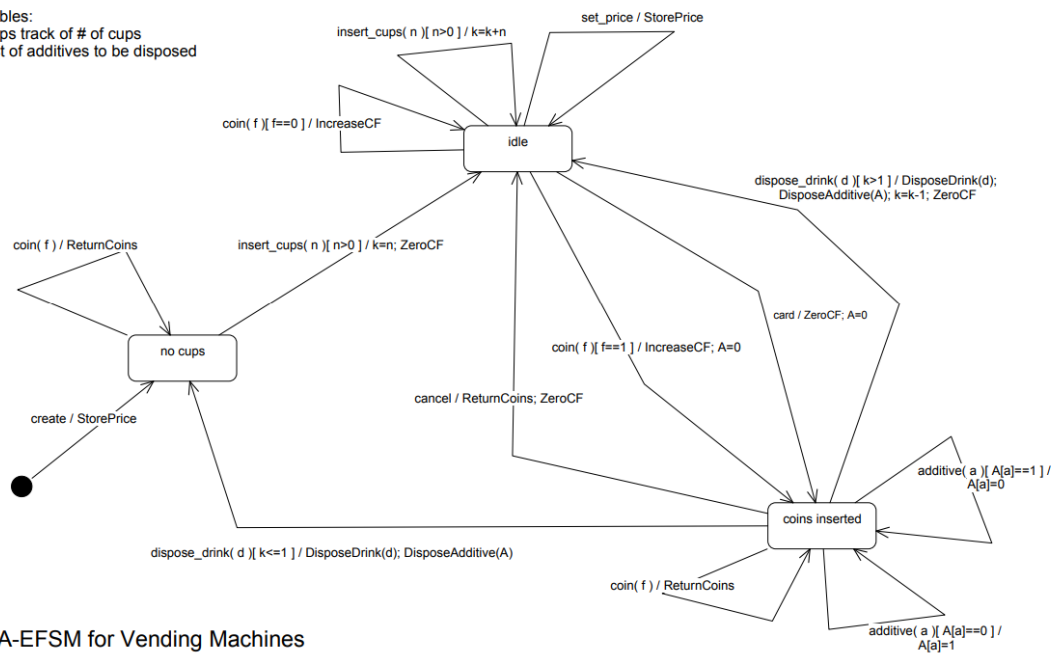 bles:
ps track of # of cups
t of additives to be disposed
insert_cups( n )[ n>0 ] / k=k+n
set_price / StorePrice
coin( f )[ f==0 ] / IncreaseCF
idle
dispose_drink( d )[ k>1 ] / DisposeDrink(d);
DisposeAdditive(A); k=k-1; ZeroCF
coin( f ) / ReturnCoins
insert_cups( n )[ n>0 ] / k=n; ZeroCF
card / ZeroCF; A=0
no cups
coin( f )[ f==1 ] / IncreaseCF; A=0
cancel / ReturnCoins; ZeroCF
create / StorePrice
additive( a )[ A[a]==1 ] /
A[a]=0
coins inserted
dispose_drink( d )[ k<=1 ] / DisposeDrink(d); DisposeAdditive(A)
coin( f ) / ReturnCoins
additive( a )[ A[a]==0 ] /
A[a]=1
A-EFSM for Vending Machines